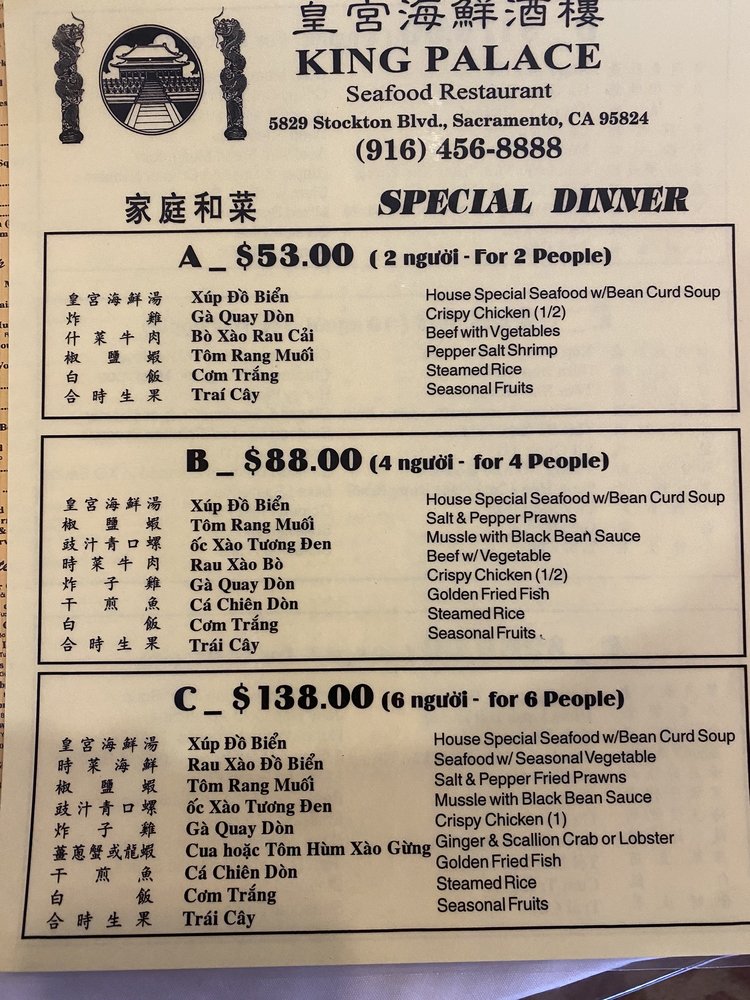 皇宮海鮮酒樓
KING PALACE
Seafood Restaurant
5829 Stockton Blvd., Sacramento, CA 95824
(916) 456-8888
家庭和菜 SPECIAL DINNER
A _ $53.00 ( 2 người - For 2 People)
皇宮海鮮湯 Xúp Đồ Biển House Special Seafood w/Bean Curd Soup
炸雞 Gà Quay Dòn Crispy Chicken (1/2)
什菜牛肉 Bò Xào Rau Cải Beef with Vgetables
椒鹽蝦 Tôm Rang Muối Pepper Salt Shrimp
白飯 Cơm Trắng Steamed Rice
合時生果 Traí Cây Seasonal Fruits
B _ $88.00 (4 người - for 4 People)
皇宮海鮮湯 Xúp Đồ Biển House Special Seafood w/Bean Curd Soup
椒鹽蝦 Tôm Rang Muối Salt & Pepper Prawns
豉汁青口螺 ốc Xào Tương Đen Mussle with Black Bean Sauce
時菜牛肉 Rau Xào Bò Beef w/ Vegetable
炸子雞 Gà Quay Dòn Crispy Chicken (1/2)
干煎魚 Cá Chiên Dòn Golden Fried Fish
白飯 Cơm Trắng Steamed Rice
合時生果 Trái Cây Seasonal Fruits
C _ $138.00 (6 người - for 6 People)
皇宮海鮮湯 Xúp Đồ Biển House Special Seafood w/Bean Curd Soup
時菜海鮮 Rau Xào Đồ Biển Seafood w/ Seasonal Vegetable
椒鹽蝦 Tôm Rang Muối Salt & Pepper Fried Prawns
豉汁青口螺 ốc Xào Tương Đen Mussle with Black Bean Sauce
炸子雞 Gà Quay Dòn Crispy Chicken (1)
薑蔥蟹或龍蝦 Cua hoặc Tôm Hùm Xào Gừng Ginger & Scallion Crab or Lobster
干煎魚 Cá Chiên Dòn Golden Fried Fish
白飯 Cơm Trắng Steamed Rice
合時生果 Trái Cây Seasonal Fruits